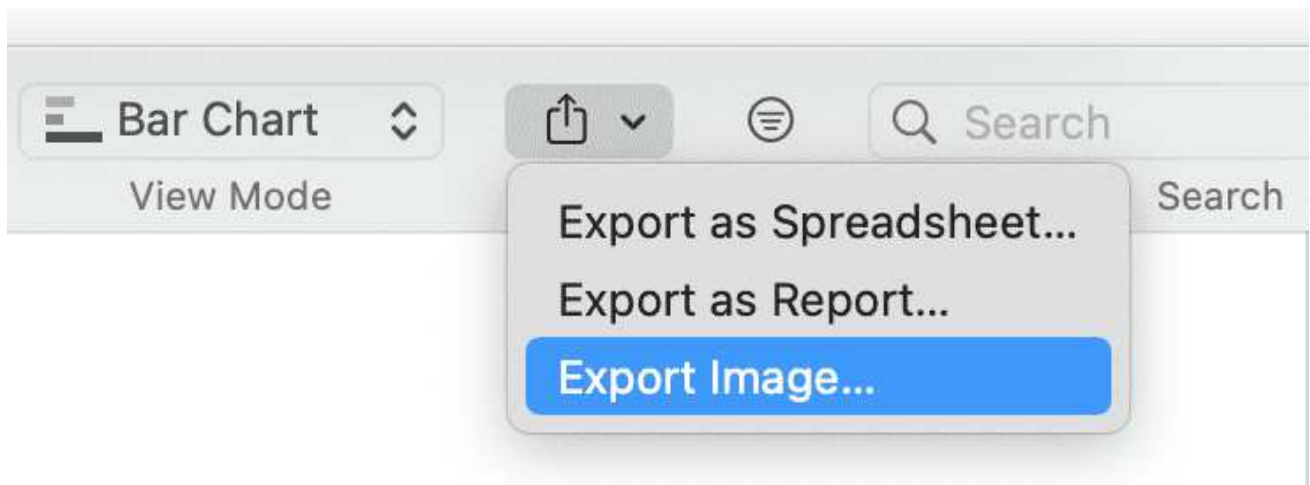 Bar Chart
Search
View Mode
Search
Export as Spreadsheet...
Export as Report...
Export Image...